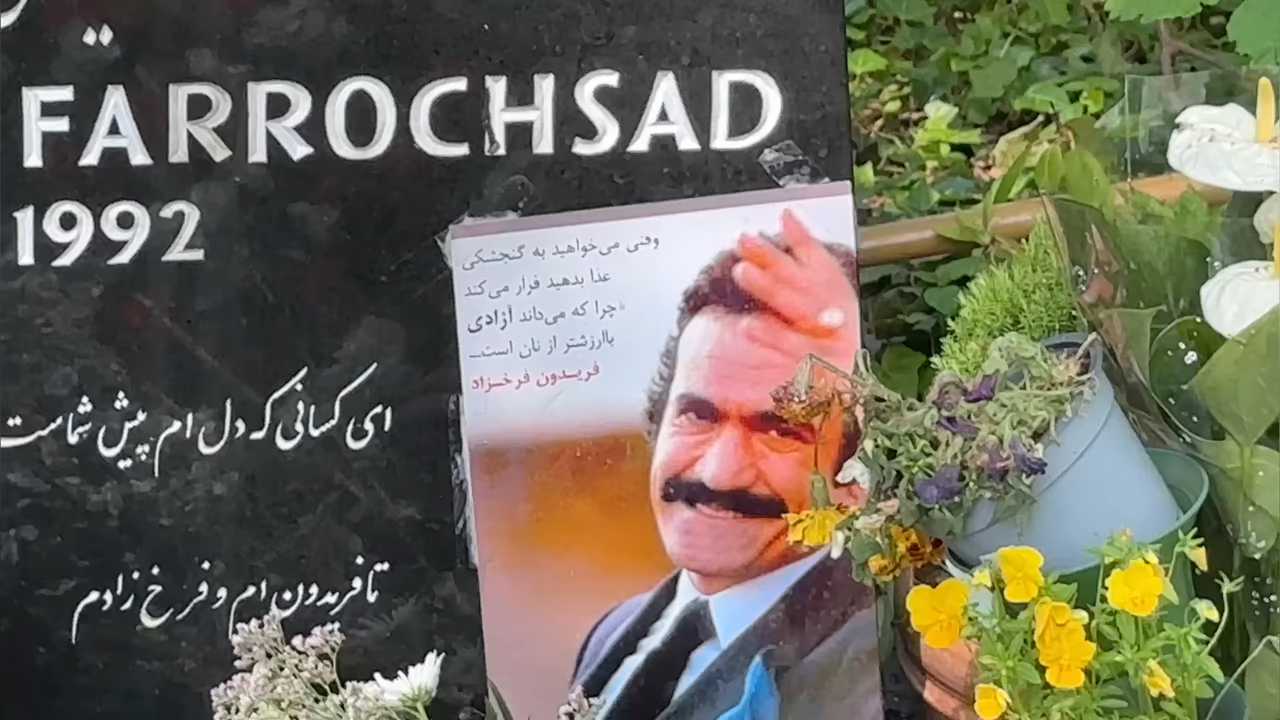 FARROCHSAD
1992
وقتی می‌خواهید به گنجشکی
غذا بدهید فرار می‌کند
چرا که می‌داند آزادی
باارزشتر از نان است...
فریدون فرخزاد
ای کسانی که دل ام پیش شماست
تا فریدون ام و فرخ زادم